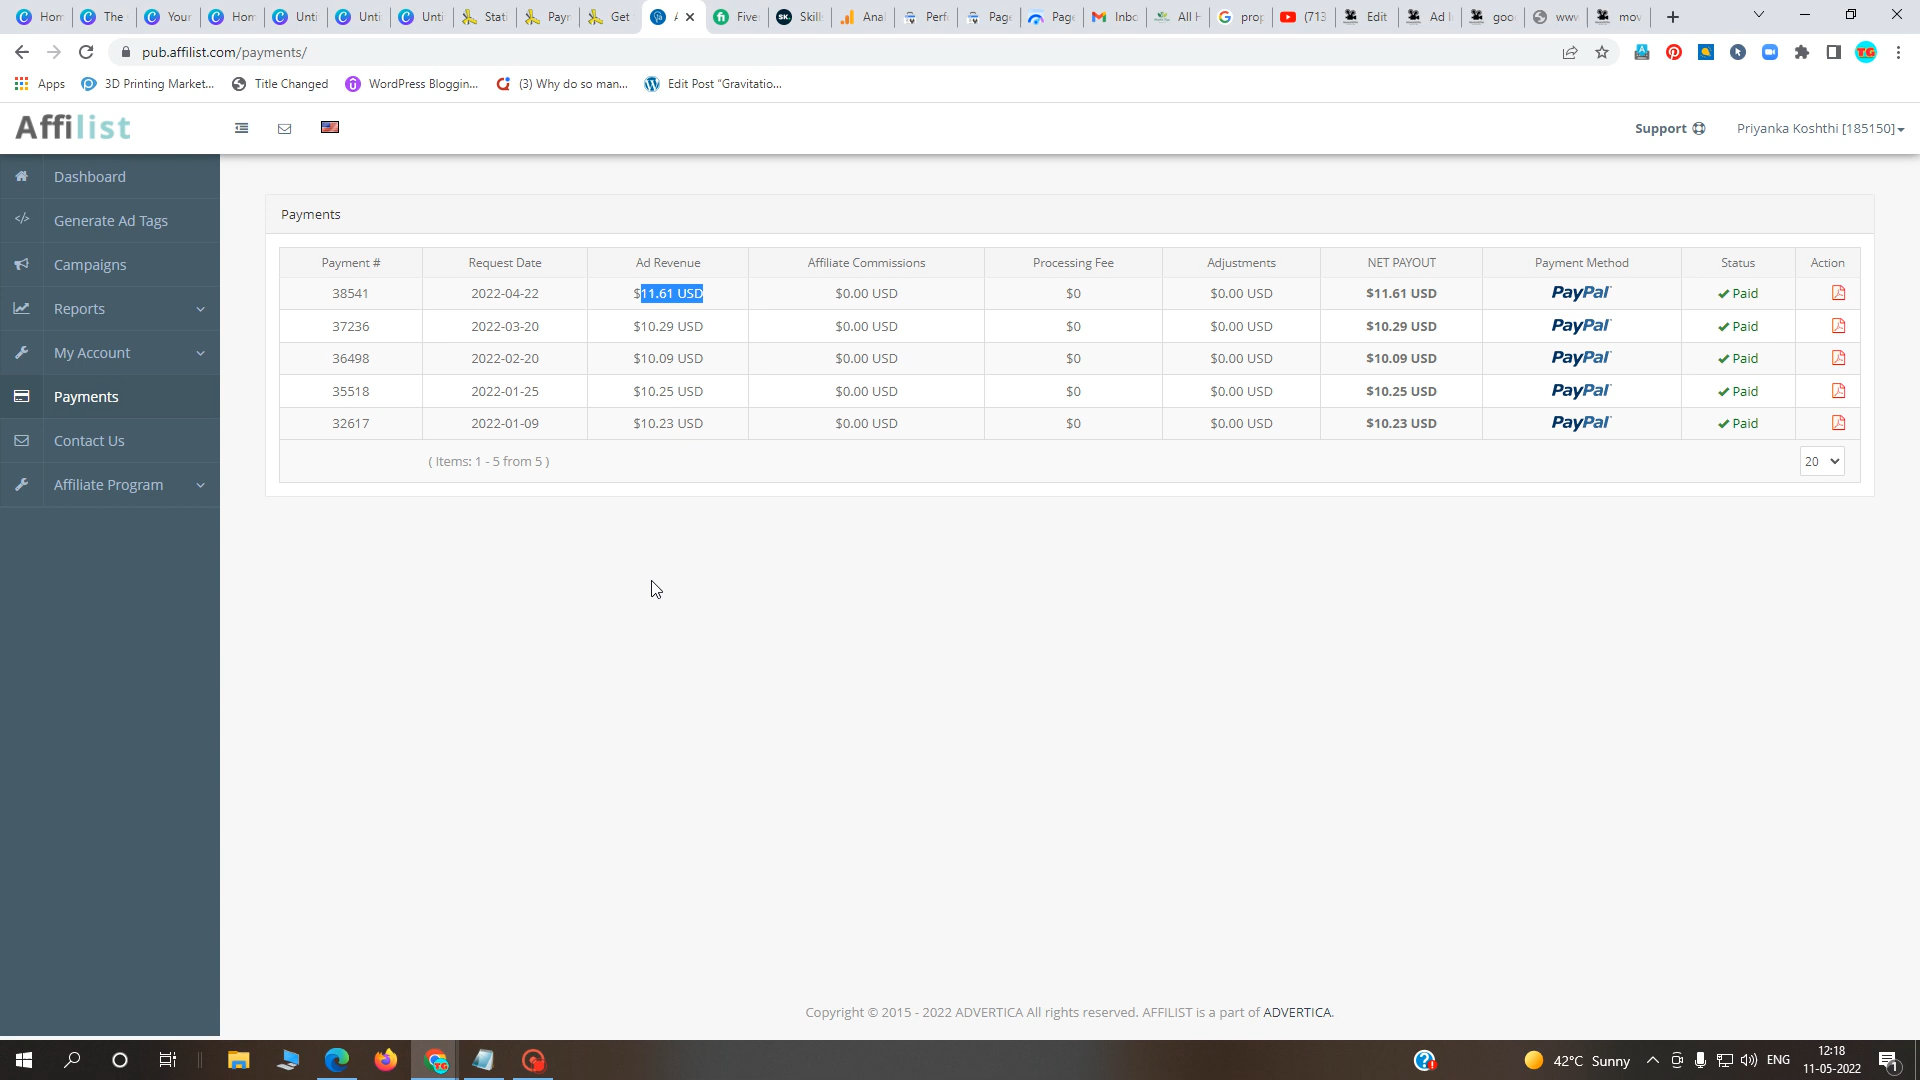 Hom The Your Hom Unti Unti Unti Stati Payn Get A Five Skill Anal Perfo Page Page Inbo All H prop (713 Edit Ad In goo www mov
pub.affilist.com/payments/
Apps 3D Printing Market... Title Changed WordPress Bloggin... (3) Why do so man... Edit Post "Gravitatio...
Affilist Support Priyanka Koshthi [185150]
Dashboard
Generate Ad Tags
Campaigns
Reports
My Account
Payments
Contact Us
Affiliate Program
Payments
Payment # Request Date Ad Revenue Affiliate Commissions Processing Fee Adjustments NET PAYOUT Payment Method Status Action
38541 2022-04-22 $11.61 USD $0.00 USD $0 $0.00 USD $11.61 USD PayPal Paid
37236 2022-03-20 $10.29 USD $0.00 USD $0 $0.00 USD $10.29 USD PayPal Paid
36498 2022-02-20 $10.09 USD $0.00 USD $0 $0.00 USD $10.09 USD PayPal Paid
35518 2022-01-25 $10.25 USD $0.00 USD $0 $0.00 USD $10.25 USD PayPal Paid
32617 2022-01-09 $10.23 USD $0.00 USD $0 $0.00 USD $10.23 USD PayPal Paid
( Items: 1 - 5 from 5 ) 20
Copyright © 2015 - 2022 ADVERTICA All rights reserved. AFFILIST is a part of ADVERTICA.
42°C Sunny ENG 12:18
11-05-2022